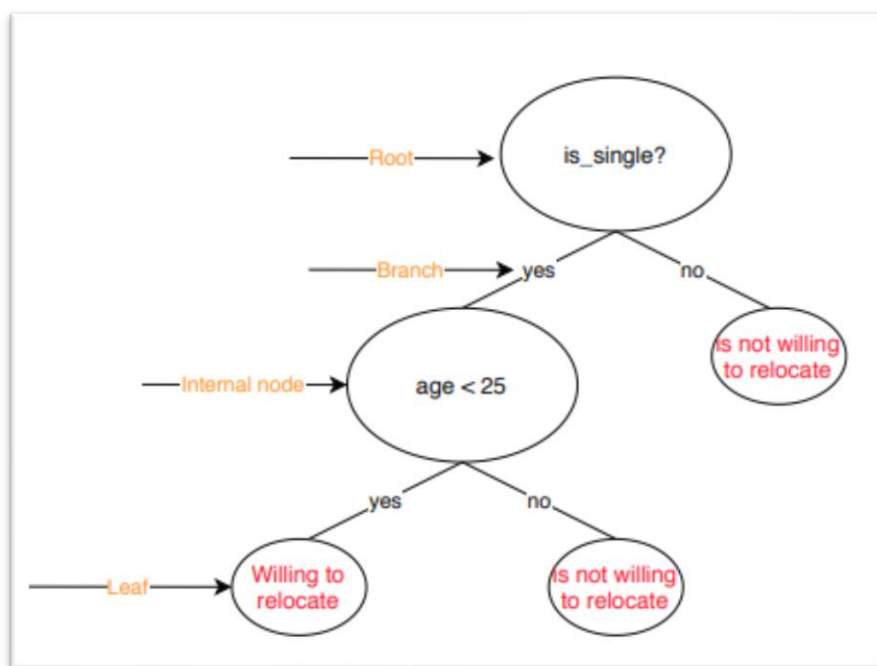 is_single?
Root
Branch
yes
no
is not willing
to relocate
Internal node
age < 25
yes
no
Leaf
Willing to
relocate
is not willing
to relocate